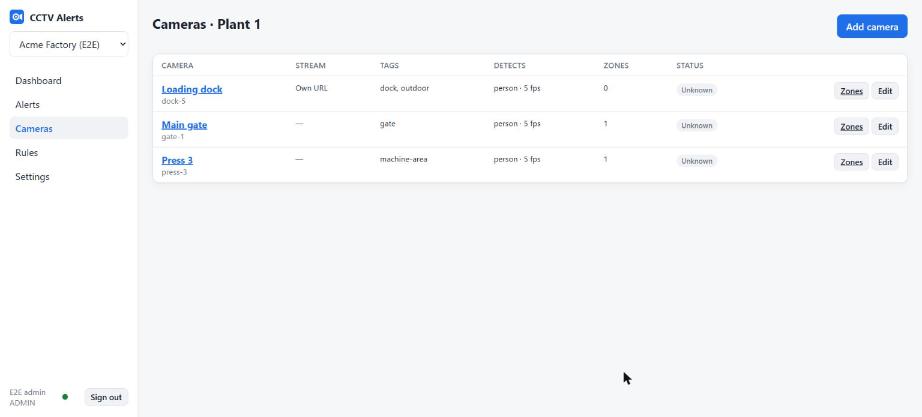 CCTV Alerts
Acme Factory (E2E)
Dashboard
Alerts
Cameras
Rules
Settings
E2E admin
ADMIN
Sign out
Cameras · Plant 1
Add camera
CAMERA STREAM TAGS DETECTS ZONES STATUS
Loading dock Own URL dock, outdoor person · 5 fps 0 Unknown Zones Edit
dock-5
Main gate — gate person · 5 fps 1 Unknown Zones Edit
gate-1
Press 3 — machine-area person · 5 fps 1 Unknown Zones Edit
press-3